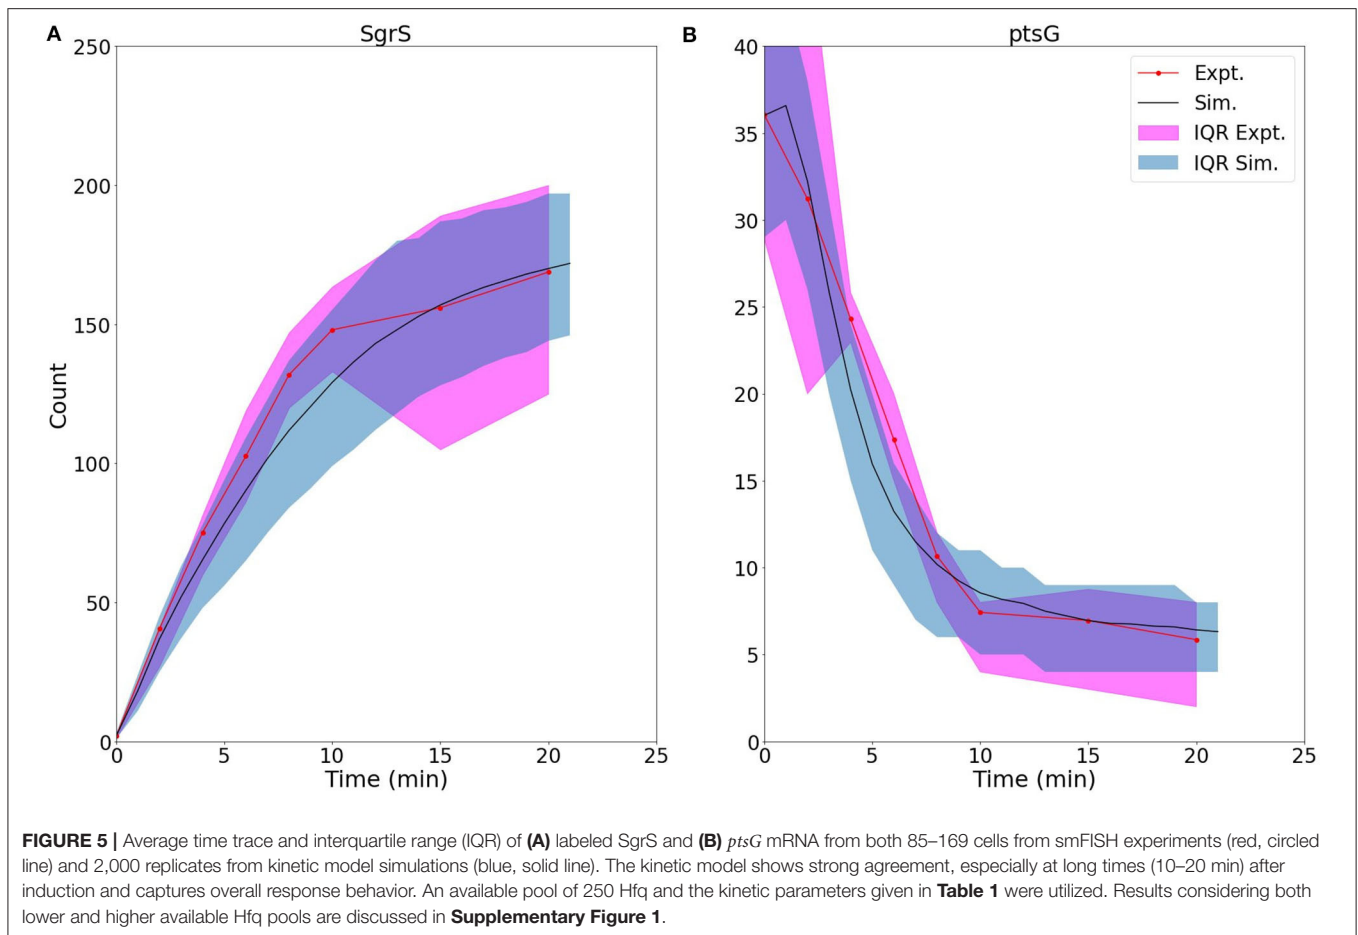 A
SgrS
250
200
150
100
50
0
Count
0 5 10 15 20 25
Time (min)
B
ptsG
40
35
30
25
20
15
10
5
0
0 5 10 15 20 25
Time (min)
Expt.
Sim.
IQR Expt.
IQR Sim.
FIGURE 5 | Average time trace and interquartile range (IQR) of (A) labeled SgrS and (B) ptsG mRNA from both 85–169 cells from smFISH experiments (red, circled
line) and 2,000 replicates from kinetic model simulations (blue, solid line). The kinetic model shows strong agreement, especially at long times (10–20 min) after
induction and captures overall response behavior. An available pool of 250 Hfq and the kinetic parameters given in Table 1 were utilized. Results considering both
lower and higher available Hfq pools are discussed in Supplementary Figure 1.